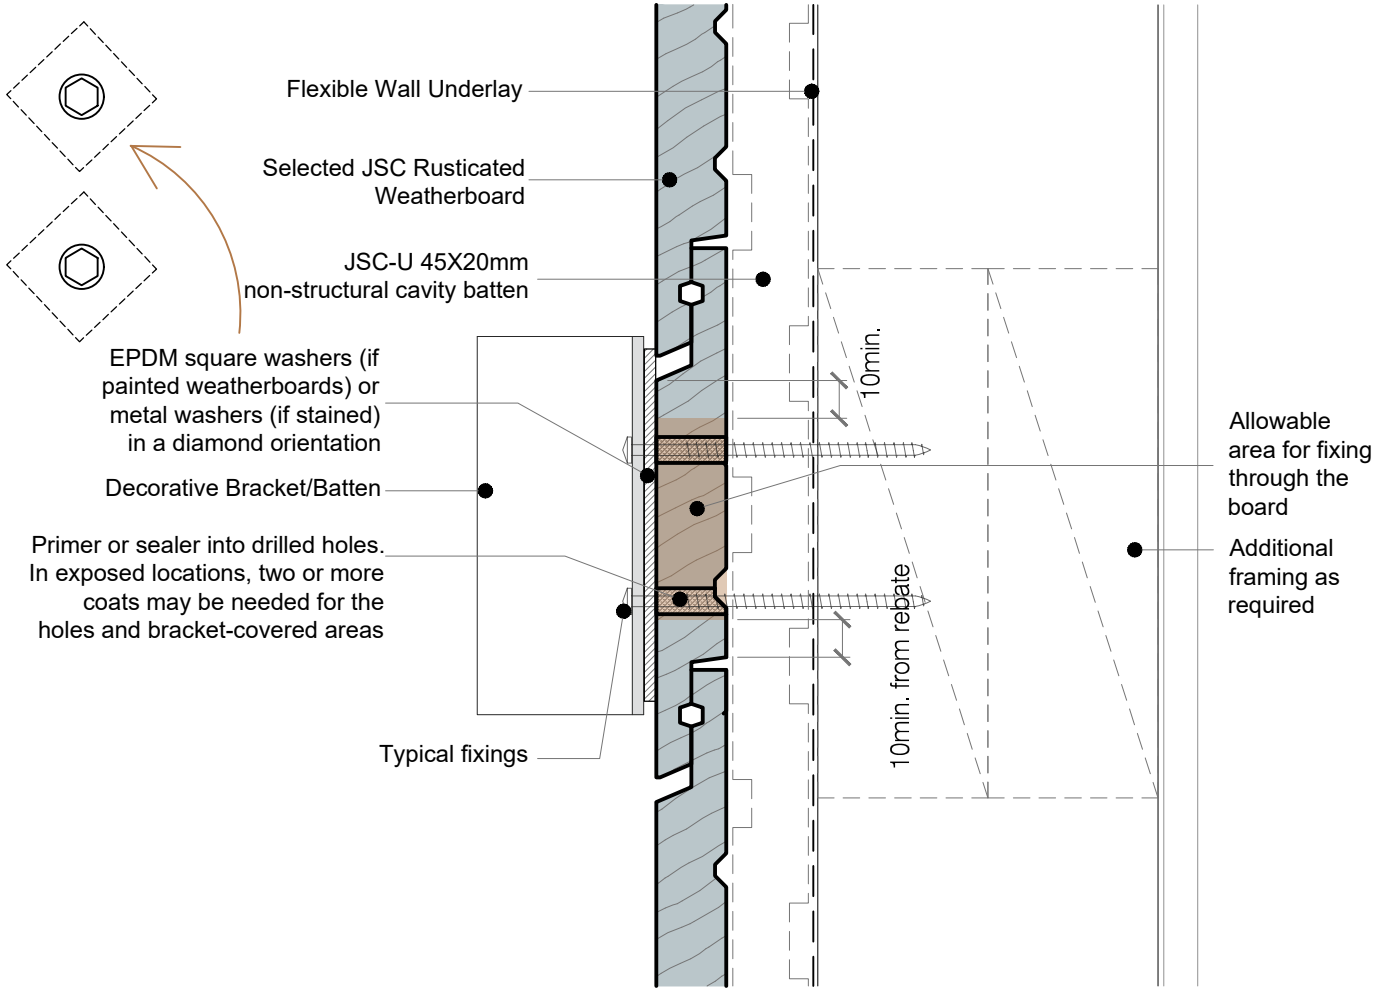 Flexible Wall Underlay
Selected JSC Rusticated
Weatherboard
JSC-U 45X20mm
non-structural cavity batten
EPDM square washers (if
painted weatherboards) or
metal washers (if stained)
in a diamond orientation
Decorative Bracket/Batten
Primer or sealer into drilled holes.
In exposed locations, two or more
coats may be needed for the
holes and bracket-covered areas
Typical fixings
10min.
10min. from rebate
Allowable
area for fixing
through the
board
Additional
framing as
required